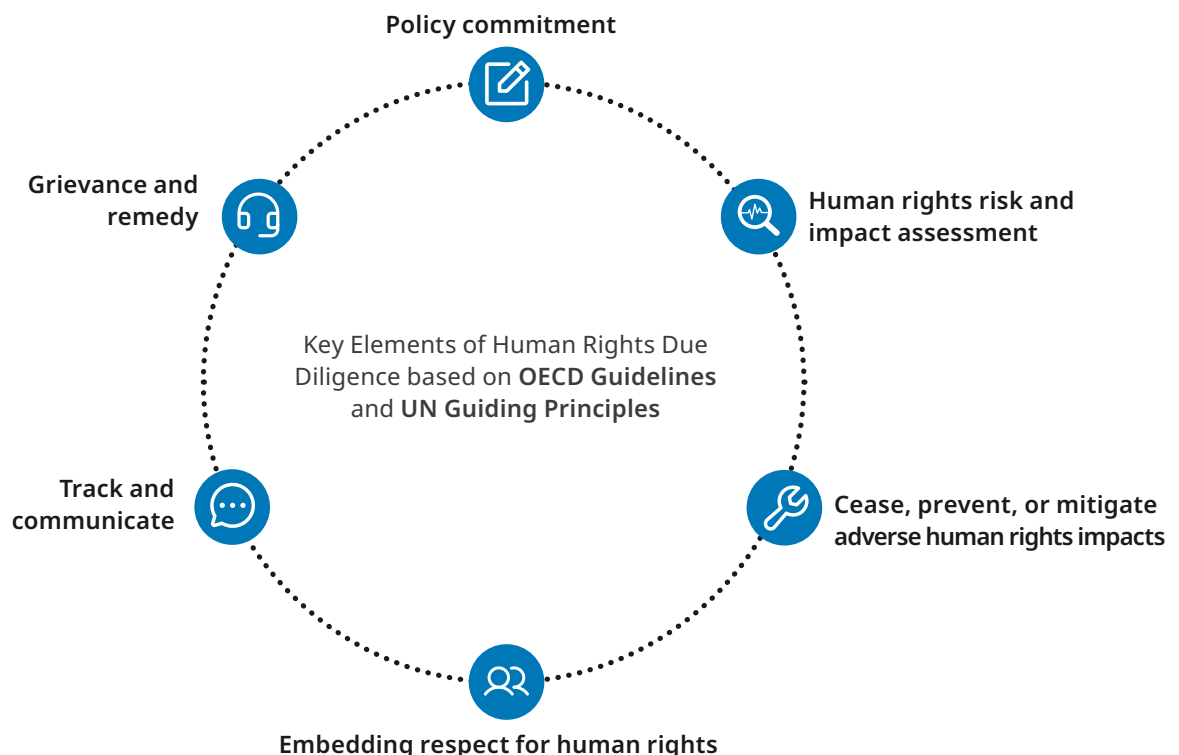 Policy commitment
Human rights risk and
impact assessment
Cease, prevent, or mitigate
adverse human rights impacts
Embedding respect for human rights
Track and
communicate
Grievance and
remedy
Key Elements of Human Rights Due
Diligence based on OECD Guidelines
and UN Guiding Principles